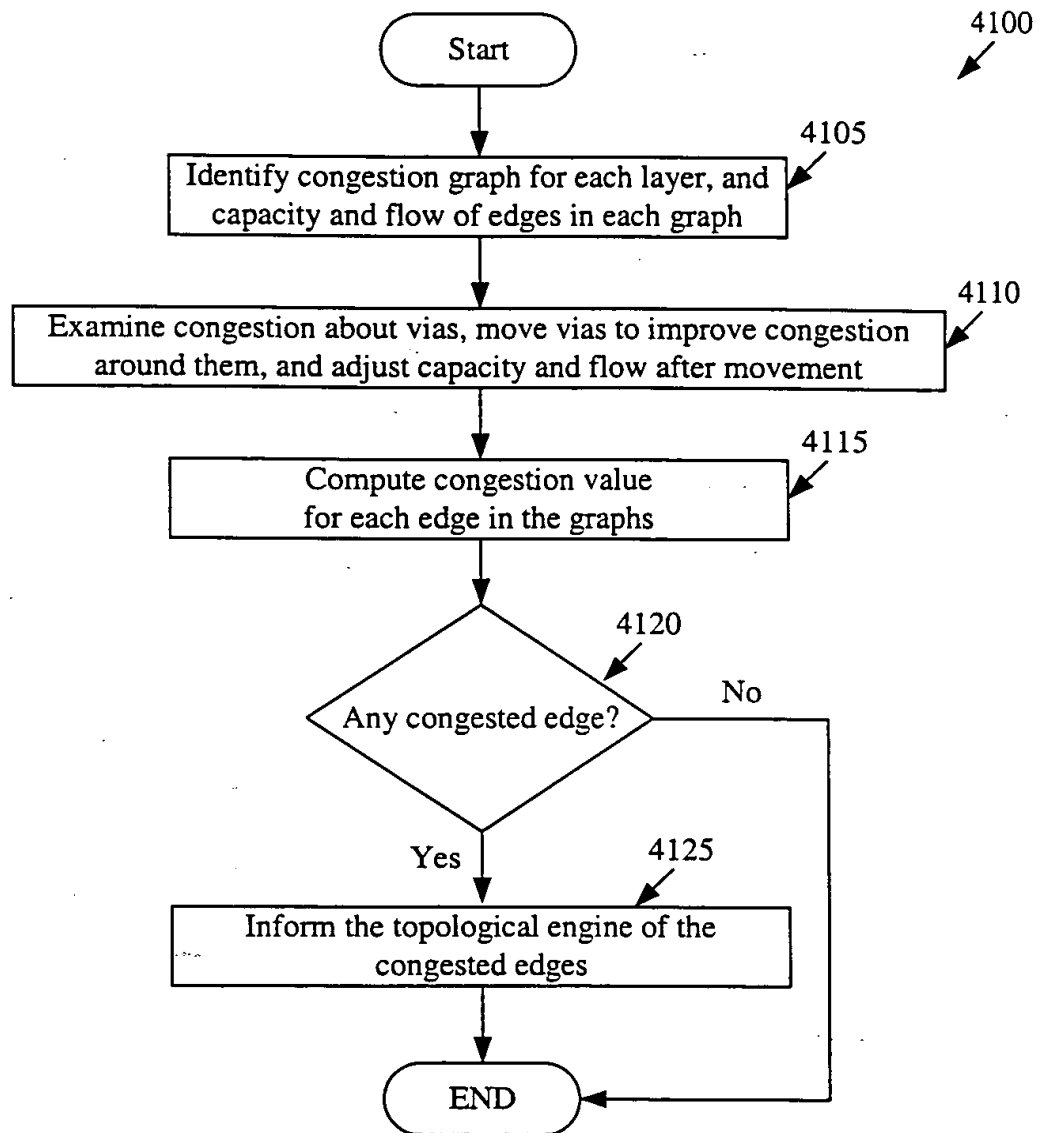 Start
4100
4105
Identify congestion graph for each layer, and
capacity and flow of edges in each graph
4110
Examine congestion about vias, move vias to improve congestion
around them, and adjust capacity and flow after movement
4115
Compute congestion value
for each edge in the graphs
4120
Any congested edge?
No
Yes
4125
Inform the topological engine of the
congested edges
END